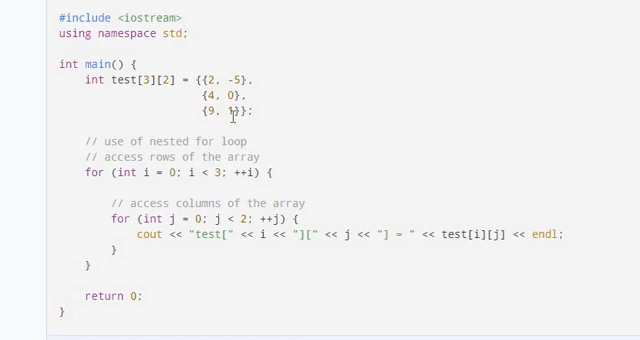 #include <iostream>
using namespace std;
int main() {
int test[3][2] = {{2, -5},
{4, 0},
{9, 1}};
// use of nested for loop
// access rows of the array
for (int i = 0; i < 3; ++i) {
// access columns of the array
for (int j = 0; j < 2; ++j) {
cout << "test[" << i << "][" << j << "] = " << test[i][j] << endl;
}
}
return 0;
}